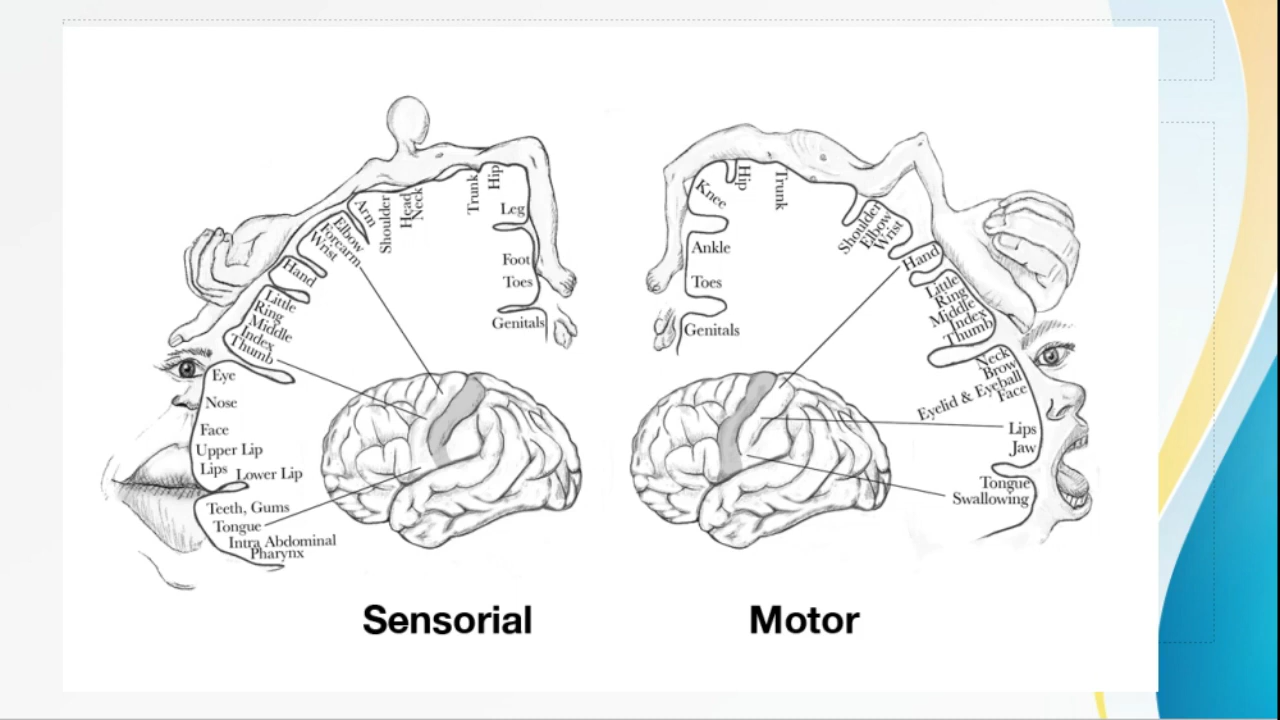 Hip
Trunk
Neck
Head
Shoulder
Arm
Elbow
Forearm
Wrist
Hand
Little
Ring
Middle
Index
Thumb
Eye
Nose
Face
Upper Lip
Lips
Lower Lip
Teeth, Gums
Tongue
Intra Abdominal
Pharynx
Leg
Foot
Toes
Genitals
Knee
Hip
Trunk
Shoulder
Elbow
Wrist
Hand
Little
Ring
Middle
Index
Thumb
Neck
Brow
Eyelid & Eyeball
Face
Lips
Jaw
Tongue
Swallowing
Ankle
Toes
Genitals
Sensorial
Motor